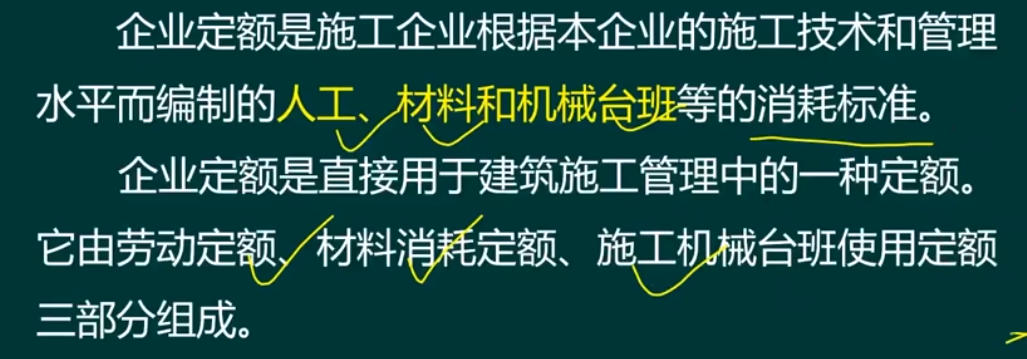 企业定额是施工企业根据本企业的施工技术和管理
水平而编制的人工、材料和机械台班等的消耗标准。
企业定额是直接用于建筑施工管理中的一种定额。
它由劳动定额、材料消耗定额、施工机械台班使用定额
三部分组成。